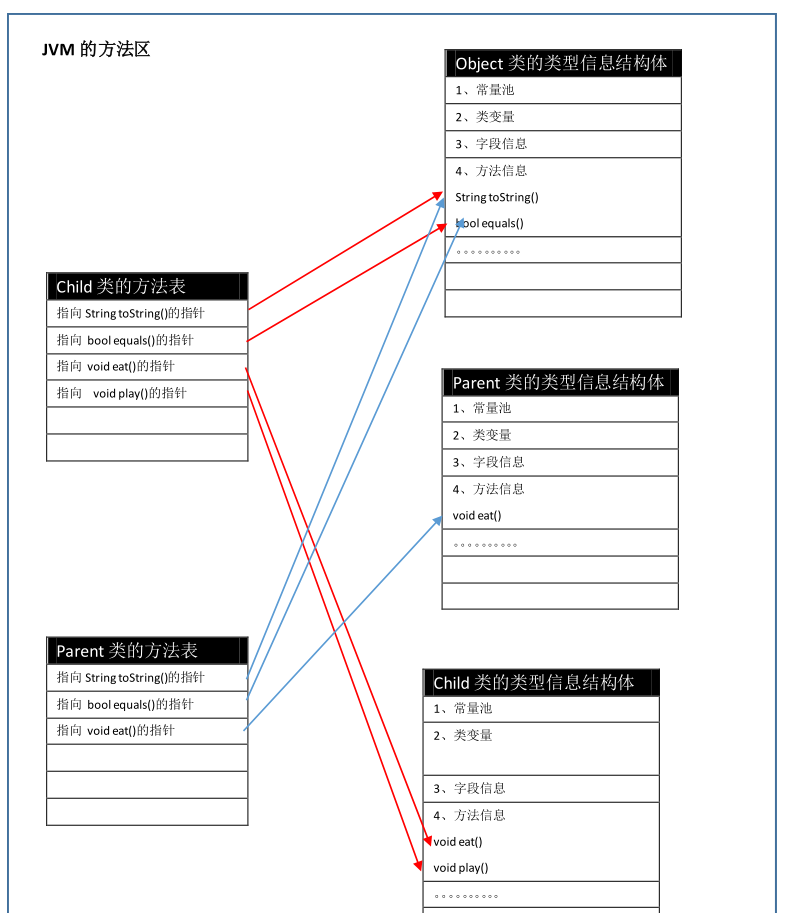 JVM 的方法区
Object 类的类型信息结构体
1、常量池
2、类变量
3、字段信息
4、方法信息
String toString()
bool equals()
。。。。。。。。。。
Child 类的方法表
指向 String toString()的指针
指向 bool equals()的指针
指向 void eat()的指针
指向 void play()的指针
Parent 类的类型信息结构体
1、常量池
2、类变量
3、字段信息
4、方法信息
void eat()
。。。。。。。。。。
Parent 类的方法表
指向 String toString()的指针
指向 bool equals()的指针
指向 void eat()的指针
Child 类的类型信息结构体
1、常量池
2、类变量
3、字段信息
4、方法信息
void eat()
void play()
。。。。。。。。。。